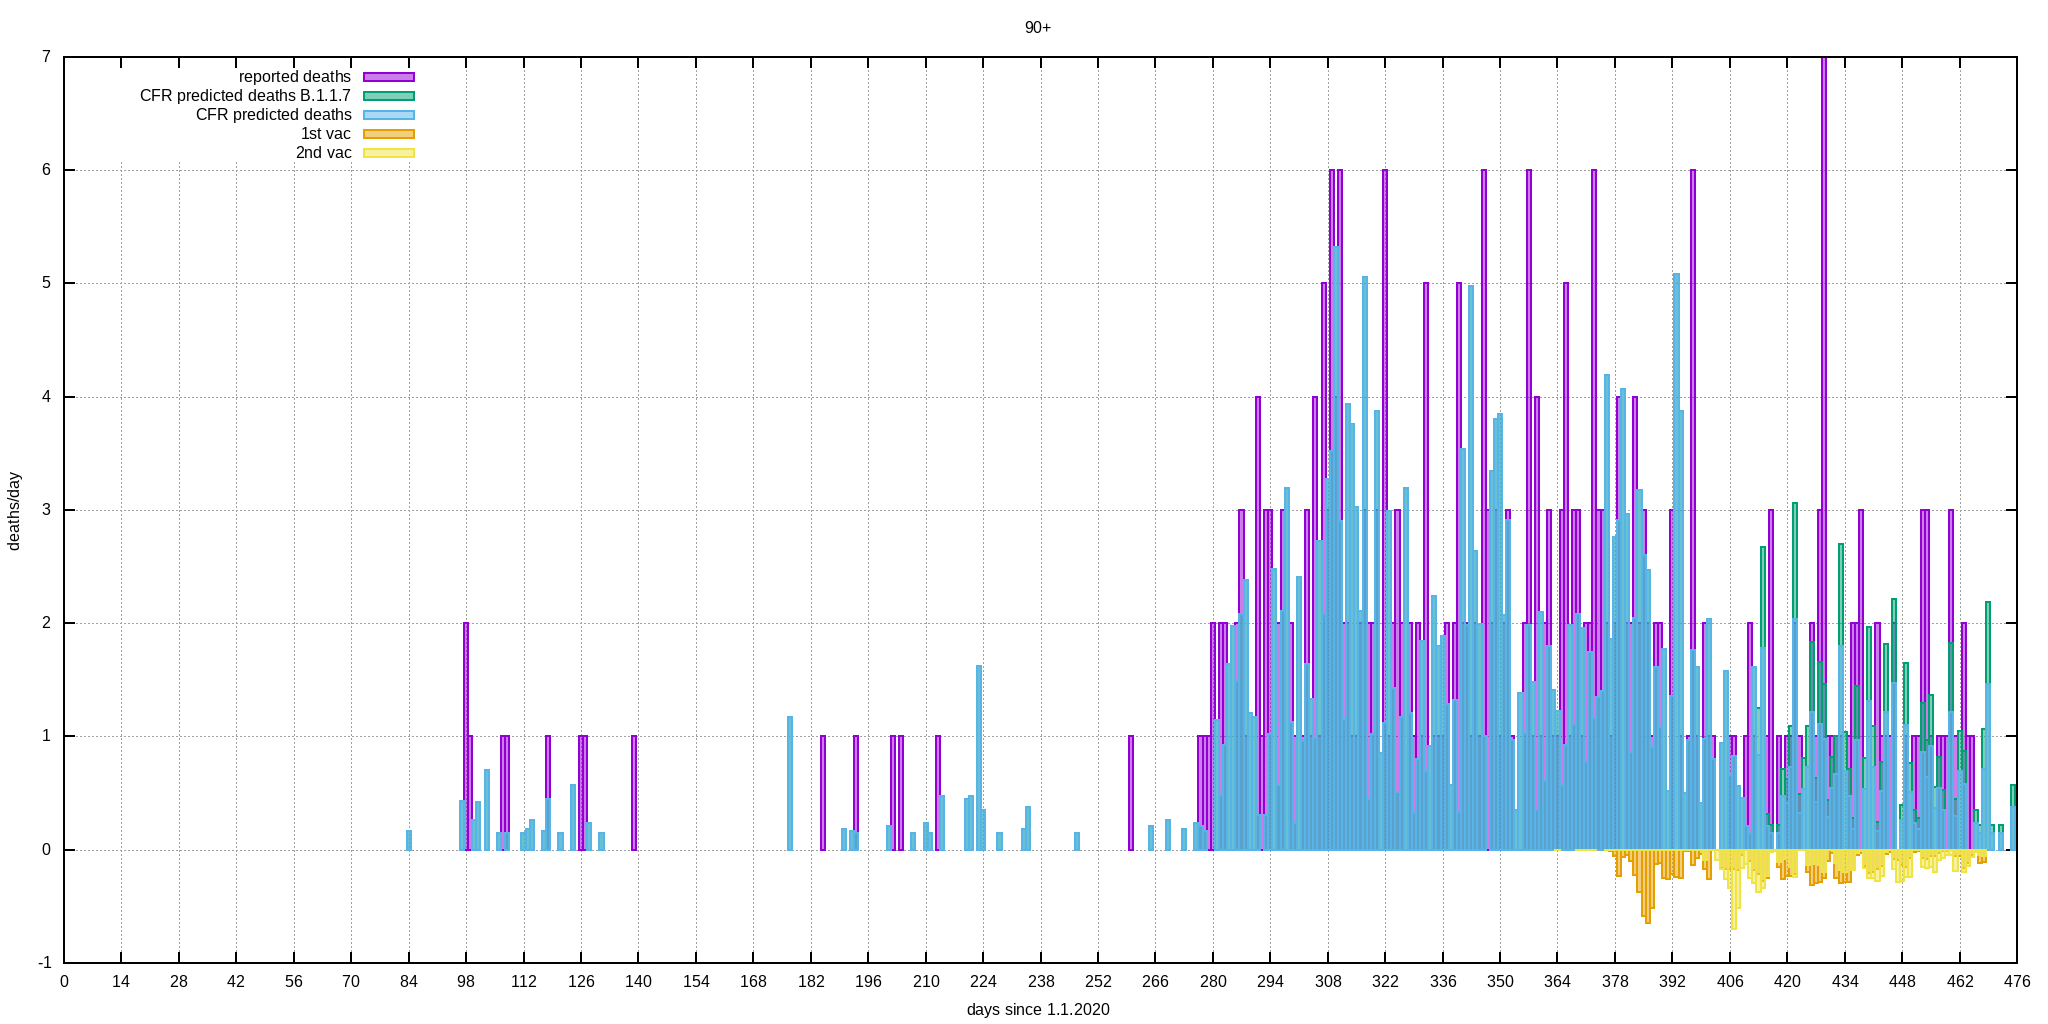 90+
reported deaths
CFR predicted deaths B.1.1.7
CFR predicted deaths
1st vac
2nd vac
7
6
5
4
3
2
1
0
-1
deaths/day
0 14 28 42 56 70 84 98 112 126 140 154 168 182 196 210 224 238 252 266 280 294 308 322 336 350 364 378 392 406 420 434 448 462 476
days since 1.1.2020